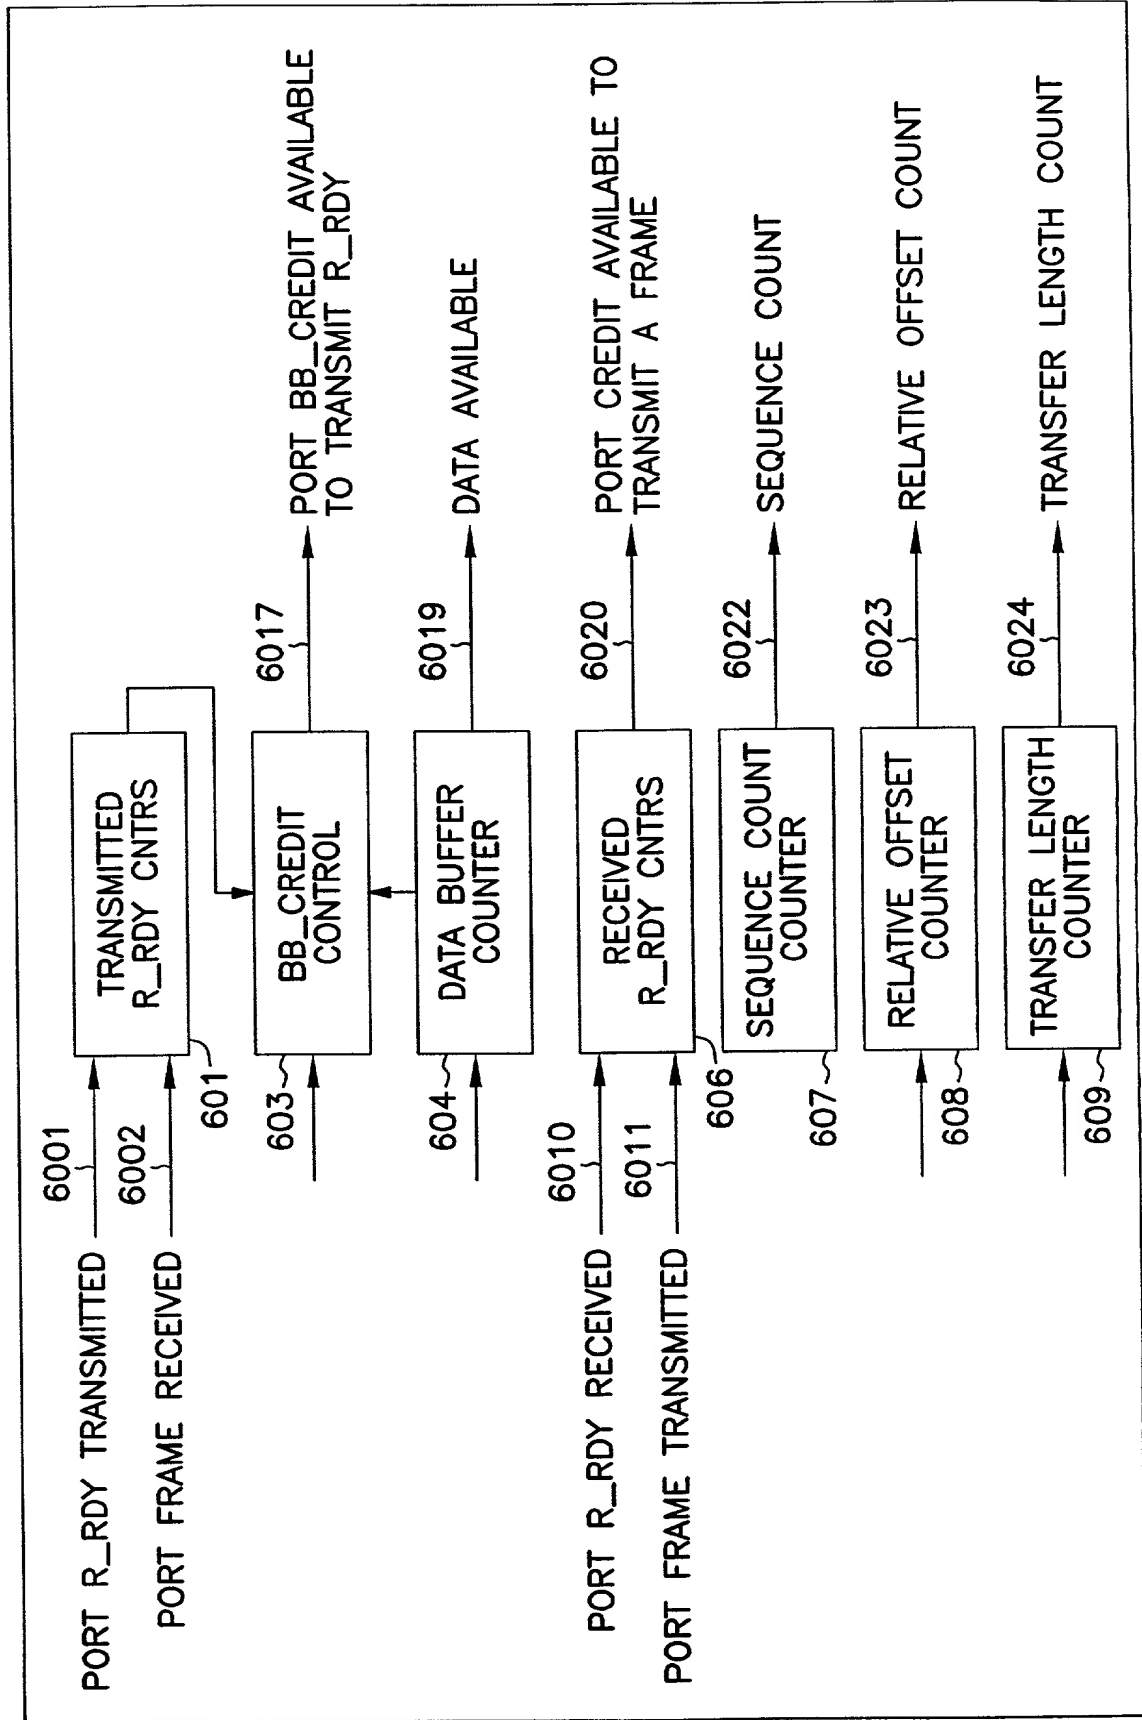 PORT R_RDY TRANSMITTED
6001
PORT FRAME RECEIVED
6002
601
TRANSMITTED
R_RDY CNTRS
603
BB_CREDIT
CONTROL
6017
PORT BB_CREDIT AVAILABLE
TO TRANSMIT R_RDY
604
DATA BUFFER
COUNTER
6019
DATA AVAILABLE
PORT R_RDY RECEIVED
6010
PORT FRAME TRANSMITTED
6011
606
RECEIVED
R_RDY CNTRS
6020
PORT CREDIT AVAILABLE TO
TRANSMIT A FRAME
607
SEQUENCE COUNT
COUNTER
6022
SEQUENCE COUNT
608
RELATIVE OFFSET
COUNTER
6023
RELATIVE OFFSET COUNT
609
TRANSFER LENGTH
COUNTER
6024
TRANSFER LENGTH COUNT